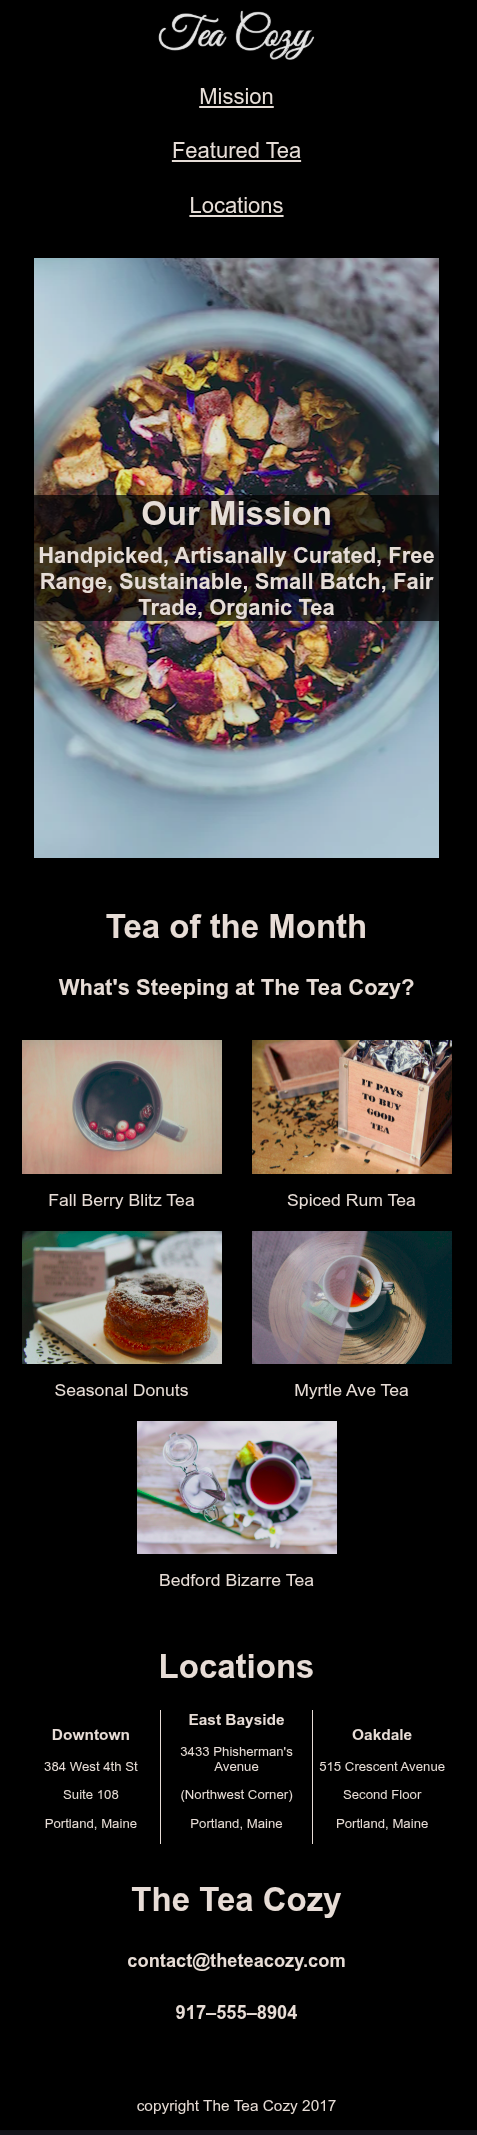 Tea Cozy
Mission
Featured Tea
Locations
Our Mission
Handpicked, Artisanally Curated, Free
Range, Sustainable, Small Batch, Fair
Trade, Organic Tea
Tea of the Month
What's Steeping at The Tea Cozy?
IT PAYS
TO BUY
GOOD
TEA
Fall Berry Blitz Tea
Spiced Rum Tea
Seasonal Donuts
Myrtle Ave Tea
Bedford Bizarre Tea
Locations
Downtown
384 West 4th St
Suite 108
Portland, Maine
East Bayside
3433 Phisherman's
Avenue
(Northwest Corner)
Portland, Maine
Oakdale
515 Crescent Avenue
Second Floor
Portland, Maine
The Tea Cozy
contact@theteacozy.com
917–555–8904
copyright The Tea Cozy 2017